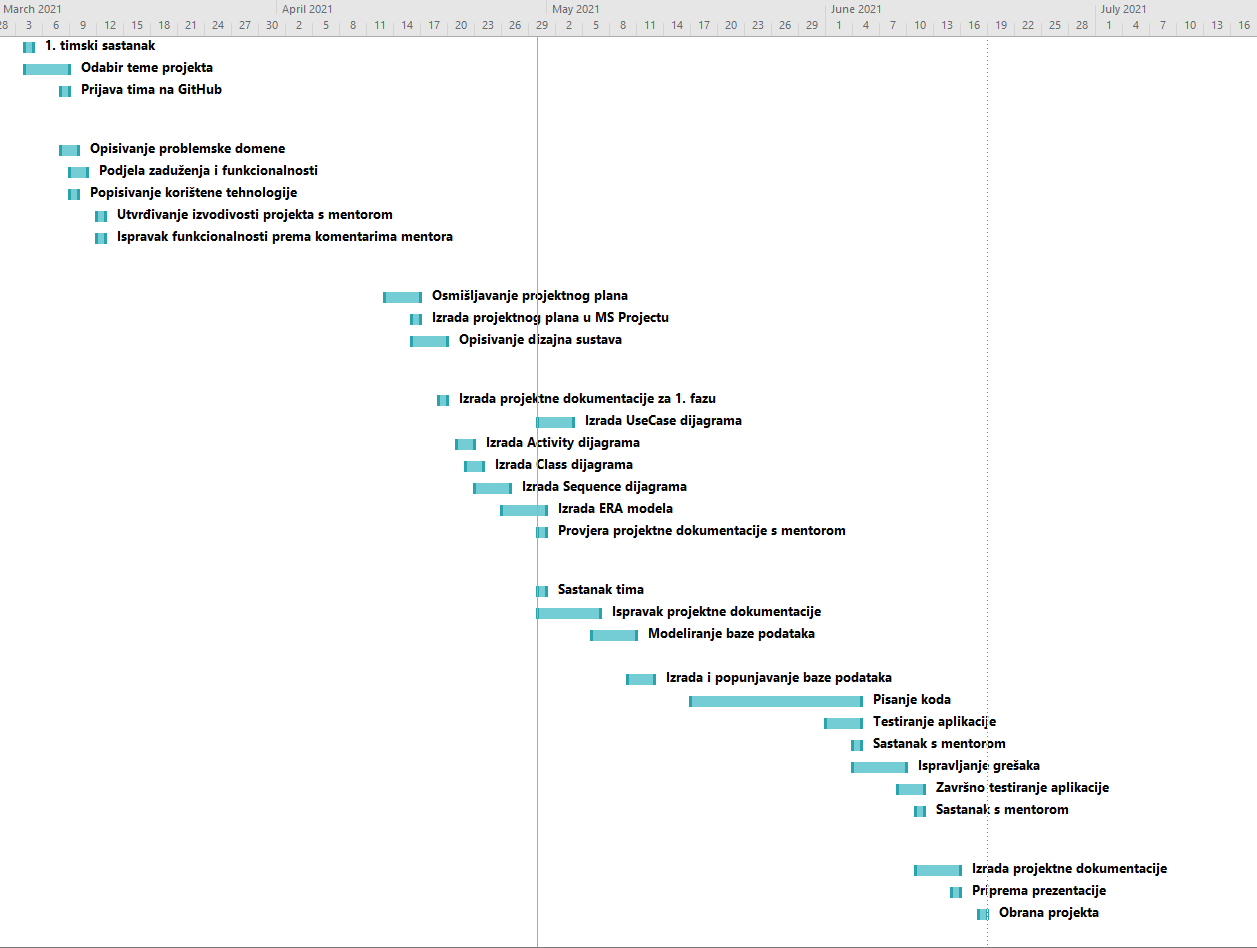 March 2021 April 2021 May 2021 June 2021 July 2021
28 3 6 9 12 15 18 21 24 27 30 2 5 8 11 14 17 20 23 26 29 2 5 8 11 14 17 20 23 26 29 1 4 7 10 13 16 19 22 25 28 1 4 7 10 13 16
1. timski sastanak
Odabir teme projekta
Prijava tima na GitHub
Opisivanje problemske domene
Podjela zaduženja i funkcionalnosti
Popisivanje korištene tehnologije
Utvrđivanje izvodivosti projekta s mentorom
Ispravak funkcionalnosti prema komentarima mentora
Osmišljavanje projektnog plana
Izrada projektnog plana u MS Projectu
Opisivanje dizajna sustava
Izrada projektne dokumentacije za 1. fazu
Izrada UseCase dijagrama
Izrada Activity dijagrama
Izrada Class dijagrama
Izrada Sequence dijagrama
Izrada ERA modela
Provjera projektne dokumentacije s mentorom
Sastanak tima
Ispravak projektne dokumentacije
Modeliranje baze podataka
Izrada i popunjavanje baze podataka
Pisanje koda
Testiranje aplikacije
Sastanak s mentorom
Ispravljanje grešaka
Završno testiranje aplikacije
Sastanak s mentorom
Izrada projektne dokumentacije
Priprema prezentacije
Obrana projekta